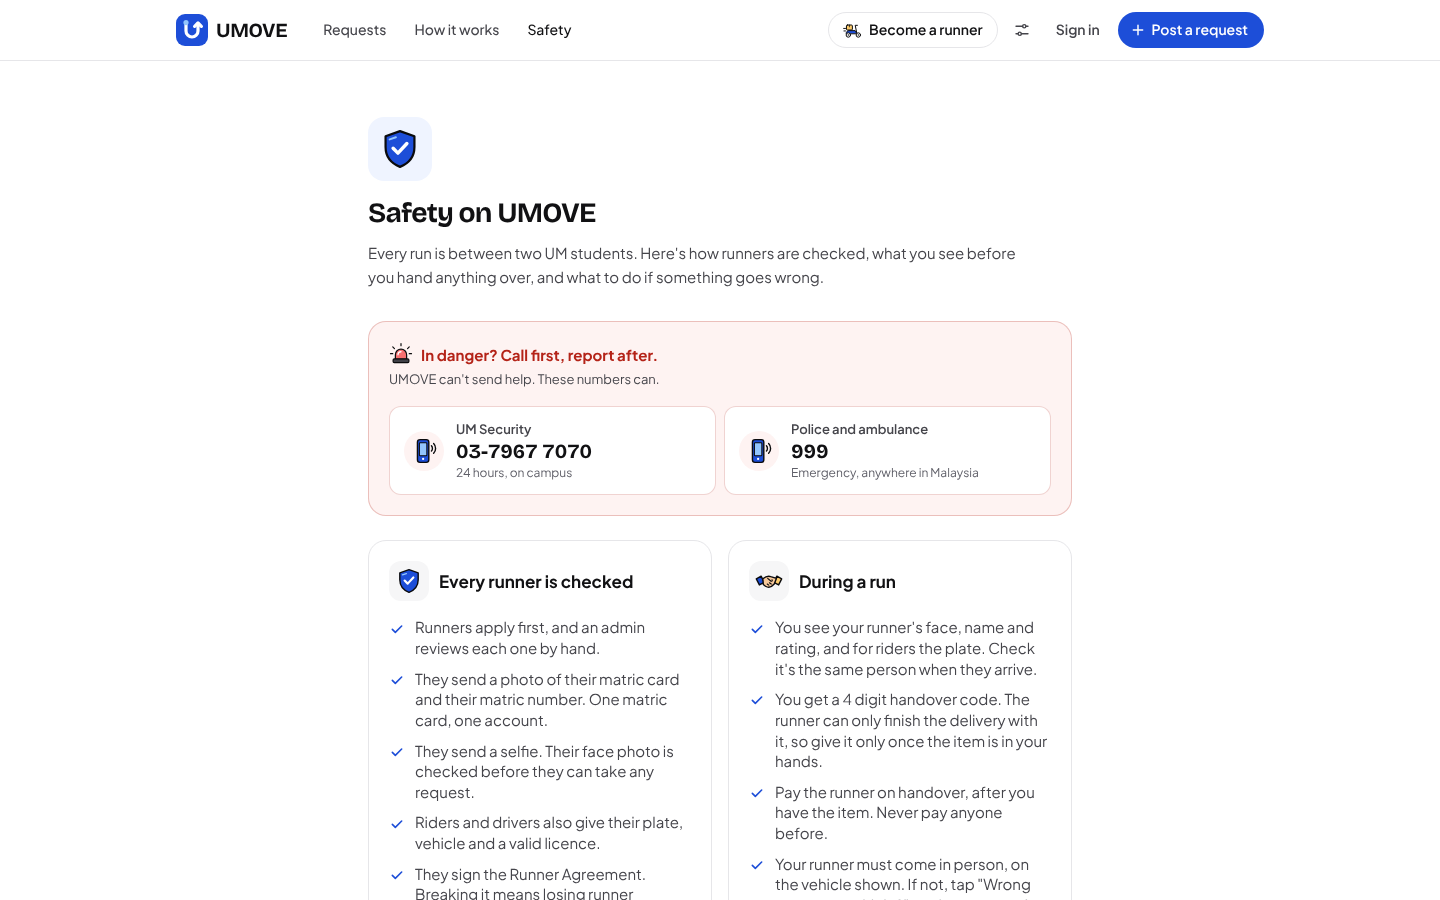 UMOVE
Requests
How it works
Safety
Become a runner
Sign in
Post a request
Safety on UMOVE
Every run is between two UM students. Here's how runners are checked, what you see before
you hand anything over, and what to do if something goes wrong.
In danger? Call first, report after.
UMOVE can't send help. These numbers can.
UM Security
03-7967 7070
24 hours, on campus
Police and ambulance
999
Emergency, anywhere in Malaysia
Every runner is checked
Runners apply first, and an admin
reviews each one by hand.
They send a photo of their matric card
and their matric number. One matric
card, one account.
They send a selfie. Their face photo is
checked before they can take any
request.
Riders and drivers also give their plate,
vehicle and a valid licence.
They sign the Runner Agreement.
Breaking it means losing runner
During a run
You see your runner's face, name and
rating, and for riders the plate. Check
it's the same person when they arrive.
You get a 4 digit handover code. The
runner can only finish the delivery with
it, so give it only once the item is in your
hands.
Pay the runner on handover, after you
have the item. Never pay anyone
before.
Your runner must come in person, on
the vehicle shown. If not, tap "Wrong